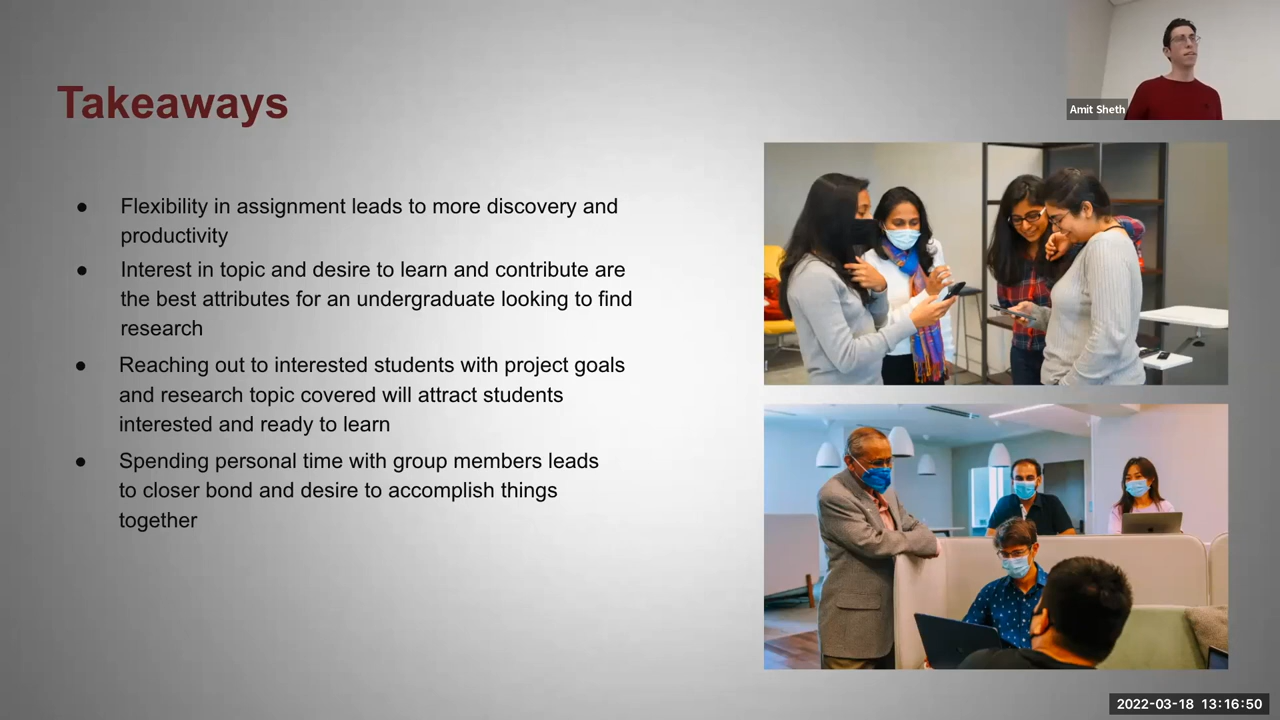 Takeaways
Amit Sheth
● Flexibility in assignment leads to more discovery and
productivity
● Interest in topic and desire to learn and contribute are
the best attributes for an undergraduate looking to find
research
● Reaching out to interested students with project goals
and research topic covered will attract students
interested and ready to learn
● Spending personal time with group members leads
to closer bond and desire to accomplish things
together
2022-03-18 13:16:50